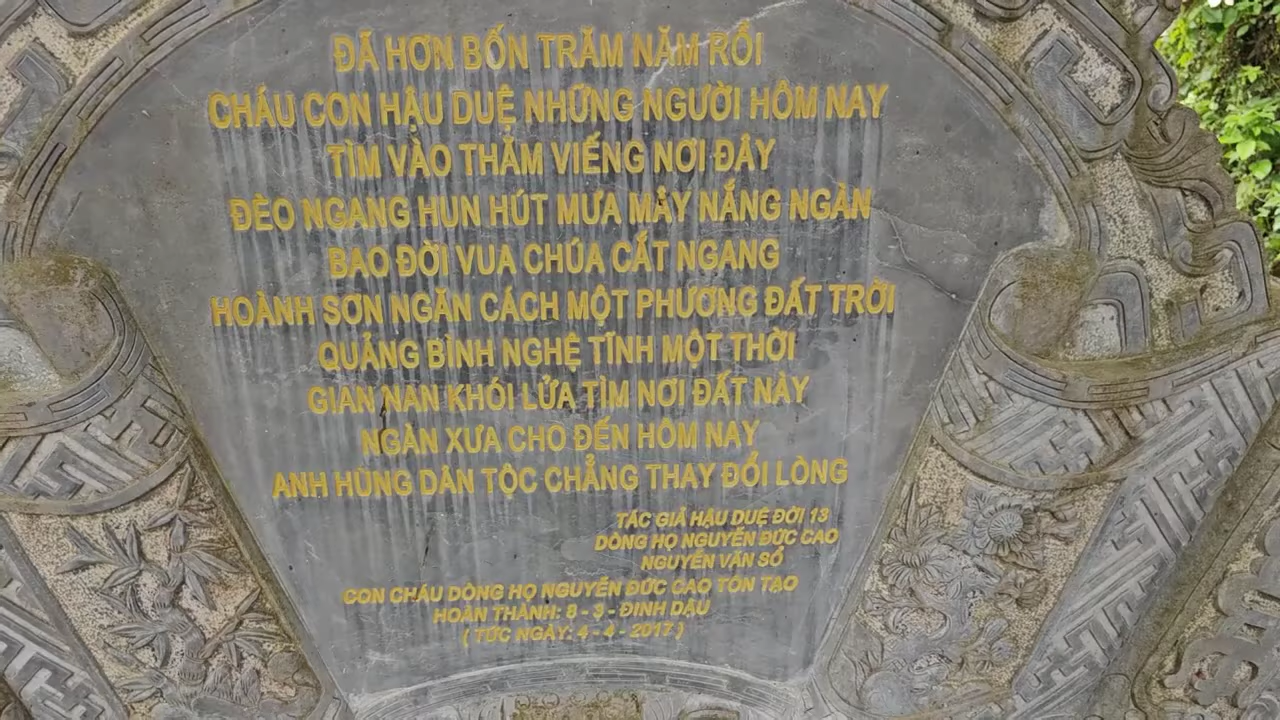 ĐÃ HƠN BỐN TRĂM NĂM RỒI
CHÁU CON HẬU DUỆ NHỮNG NGƯỜI HÔM NAY
TÌM VÀO THĂM VIẾNG NƠI ĐÂY
ĐÈO NGANG HUN HÚT MƯA MÂY NẮNG NGÀN
BAO ĐỜI VUA CHÚA CẮT NGANG
HOÀNH SƠN NGĂN CÁCH MỘT PHƯƠNG ĐẤT TRỜI
QUẢNG BÌNH NGHỆ TĨNH MỘT THỜI
GIAN NAN KHÓI LỬA TÌM NƠI ĐẤT NÀY
NGÀN XƯA CHO ĐẾN HÔM NAY
ANH HÙNG DÂN TỘC CHẲNG THAY ĐỔI LÒNG
TÁC GIẢ HẬU DUỆ ĐỜI 13
DÒNG HỌ NGUYỄN ĐỨC CAO
NGUYỄN VĂN SỔ
CON CHÁU DÒNG HỌ NGUYỄN ĐỨC CAO TÔN TẠO
HOÀN THÀNH: 8 - 3 - ĐINH DẬU
( TỨC NGÀY: 4 - 4 - 2017 )